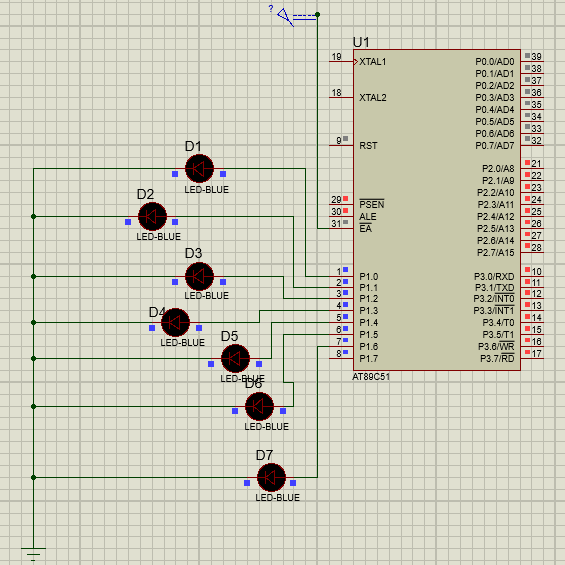 ?
U1
19 XTAL1 P0.0/AD0 39
P0.1/AD1 38
P0.2/AD2 37
18 XTAL2 P0.3/AD3 36
P0.4/AD4 35
P0.5/AD5 34
P0.6/AD6 33
9 RST P0.7/AD7 32
P2.0/A8 21
P2.1/A9 22
P2.2/A10 23
29 PSEN P2.3/A11 24
30 ALE P2.4/A12 25
31 EA P2.5/A13 26
P2.6/A14 27
P2.7/A15 28
1 P1.0 P3.0/RXD 10
2 P1.1 P3.1/TXD 11
3 P1.2 P3.2/INT0 12
4 P1.3 P3.3/INT1 13
5 P1.4 P3.4/T0 14
6 P1.5 P3.5/T1 15
7 P1.6 P3.6/WR 16
8 P1.7 P3.7/RD 17
AT89C51
D1
LED-BLUE
D2
LED-BLUE
D3
LED-BLUE
D4
LED-BLUE
D5
LED-BLUE
D6
LED-BLUE
D7
LED-BLUE